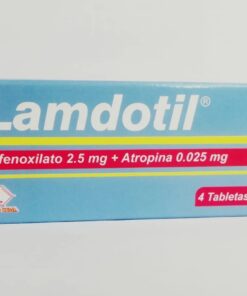 Lamdotil®
fenoxilato 2.5 mg + Atropina 0.025 mg
4 Tabletas